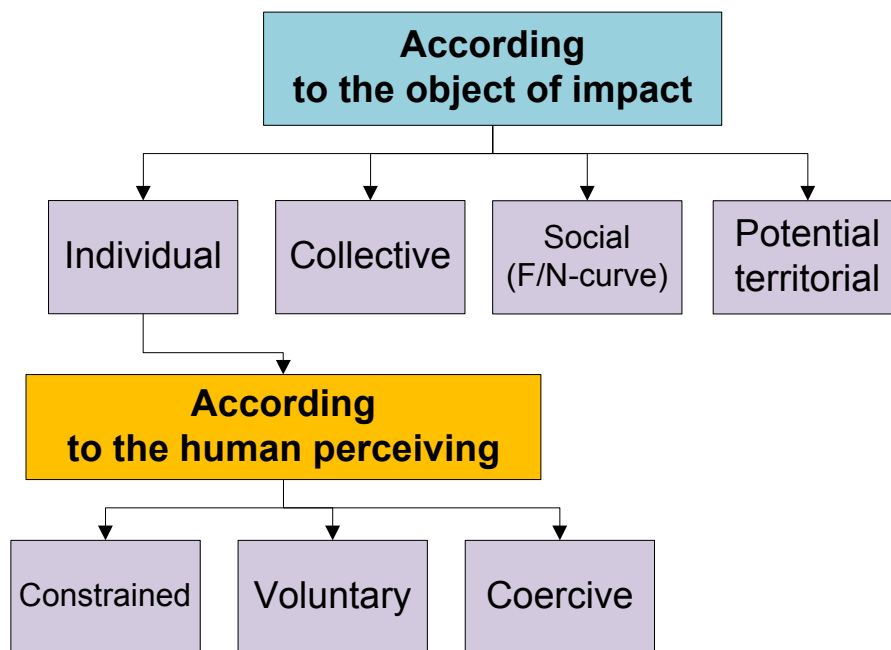 According
to the object of impact
Individual
Collective
Social
(F/N-curve)
Potential
territorial
According
to the human perceiving
Constrained
Voluntary
Coercive